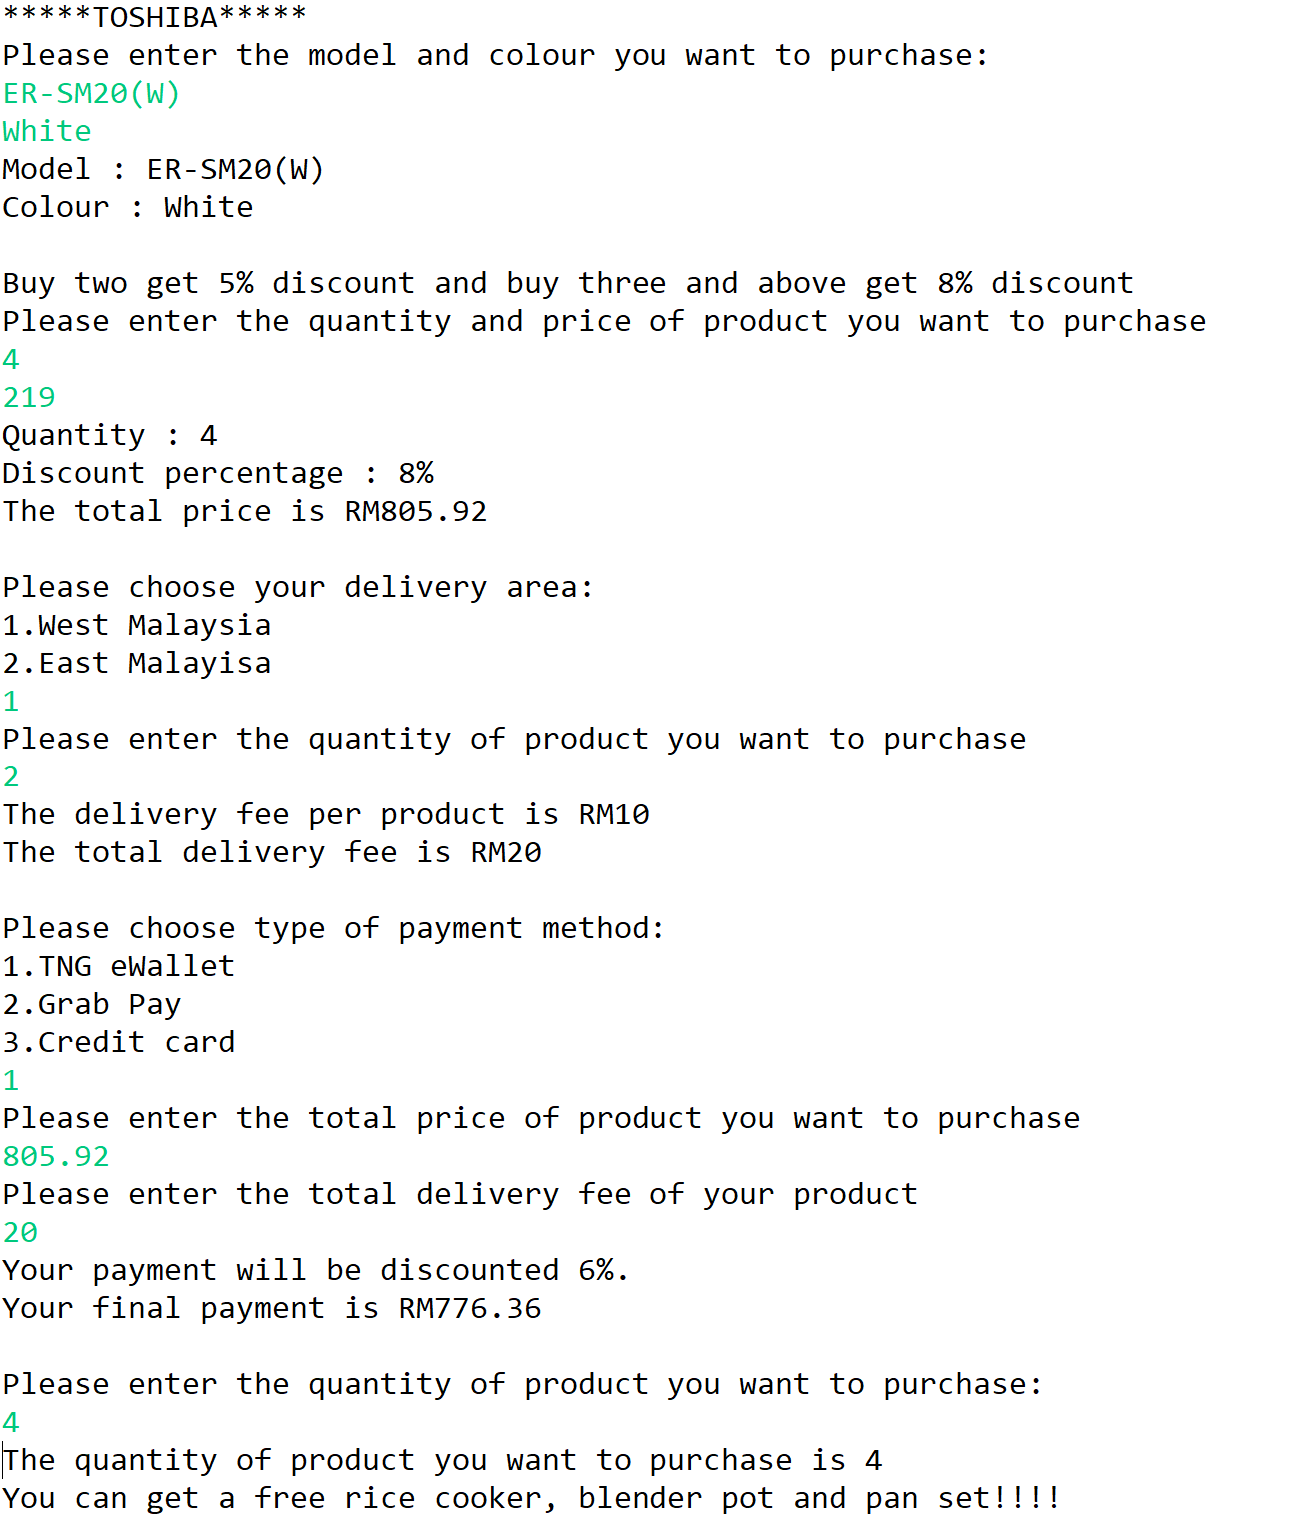 *****TOSHIBA*****
Please enter the model and colour you want to purchase:
ER-SM20(W)
White
Model : ER-SM20(W)
Colour : White
Buy two get 5% discount and buy three and above get 8% discount
Please enter the quantity and price of product you want to purchase
4
219
Quantity : 4
Discount percentage : 8%
The total price is RM805.92
Please choose your delivery area:
1.West Malaysia
2.East Malayisa
1
Please enter the quantity of product you want to purchase
2
The delivery fee per product is RM10
The total delivery fee is RM20
Please choose type of payment method:
1.TNG eWallet
2.Grab Pay
3.Credit card
1
Please enter the total price of product you want to purchase
805.92
Please enter the total delivery fee of your product
20
Your payment will be discounted 6%.
Your final payment is RM776.36
Please enter the quantity of product you want to purchase:
4
The quantity of product you want to purchase is 4
You can get a free rice cooker, blender pot and pan set!!!!